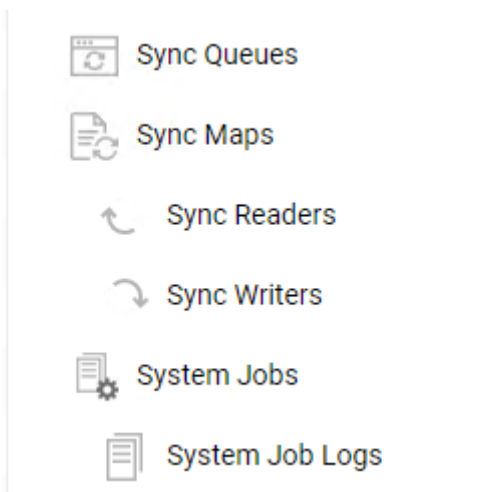 Sync Queues
Sync Maps
Sync Readers
Sync Writers
System Jobs
System Job Logs